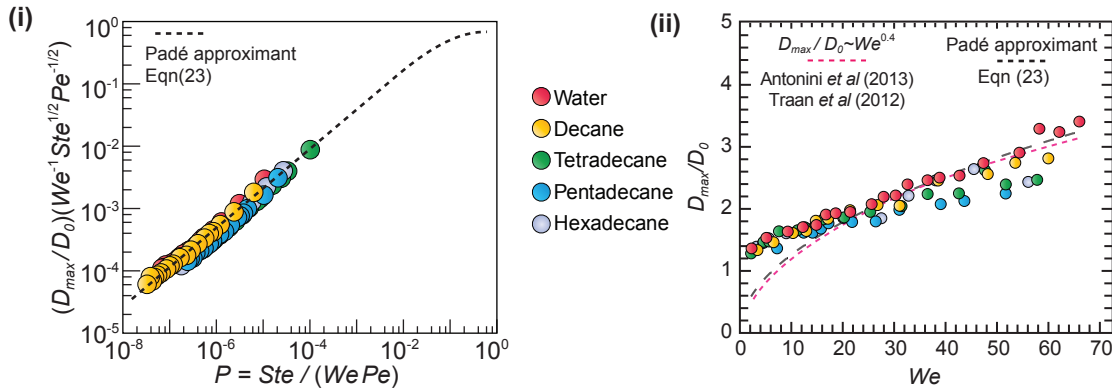 (i)
10^0
10^-1
10^-2
10^-3
10^-4
10^-5
(D_max/D_0)(We^-1 Ste^1/2 Pe^-1/2)
Padé approximant
Eqn(23)
10^-8
10^-6
10^-4
10^-2
10^0
P = Ste / (We Pe)
Water
Decane
Tetradecane
Pentadecane
Hexadecane
(ii)
5
4
3
2
1
0
D_max/D_0
D_max / D_0~We^0.4
Antonini et al (2013)
Traan et al (2012)
Padé approximant
Eqn (23)
0 10 20 30 40 50 60 70
We